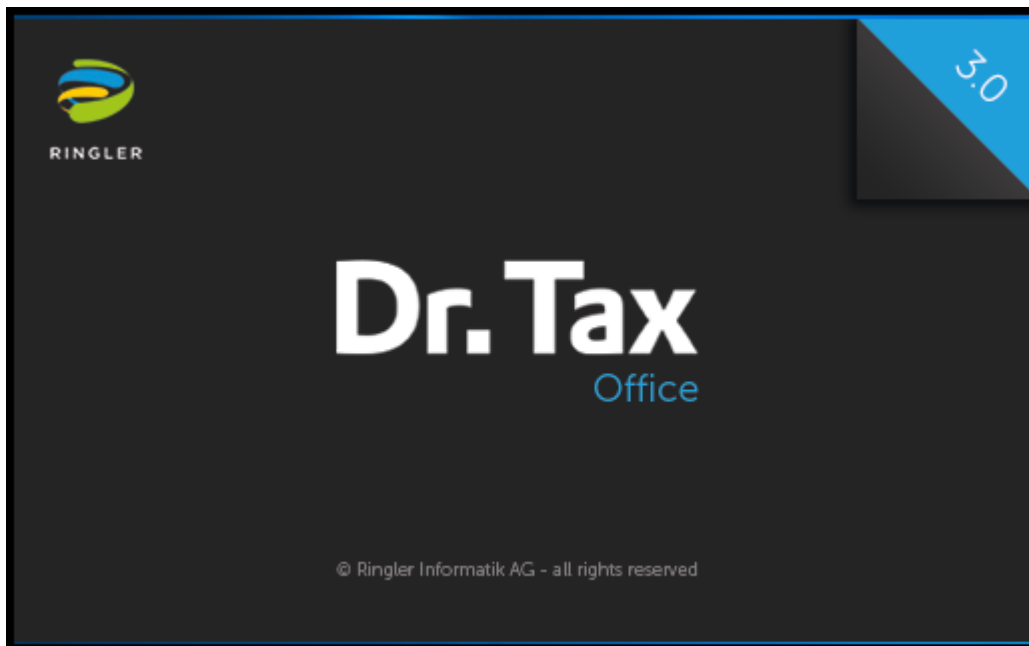 3.0
RINGLER
Dr. Tax
Office
© Ringler Informatik AG - all rights reserved